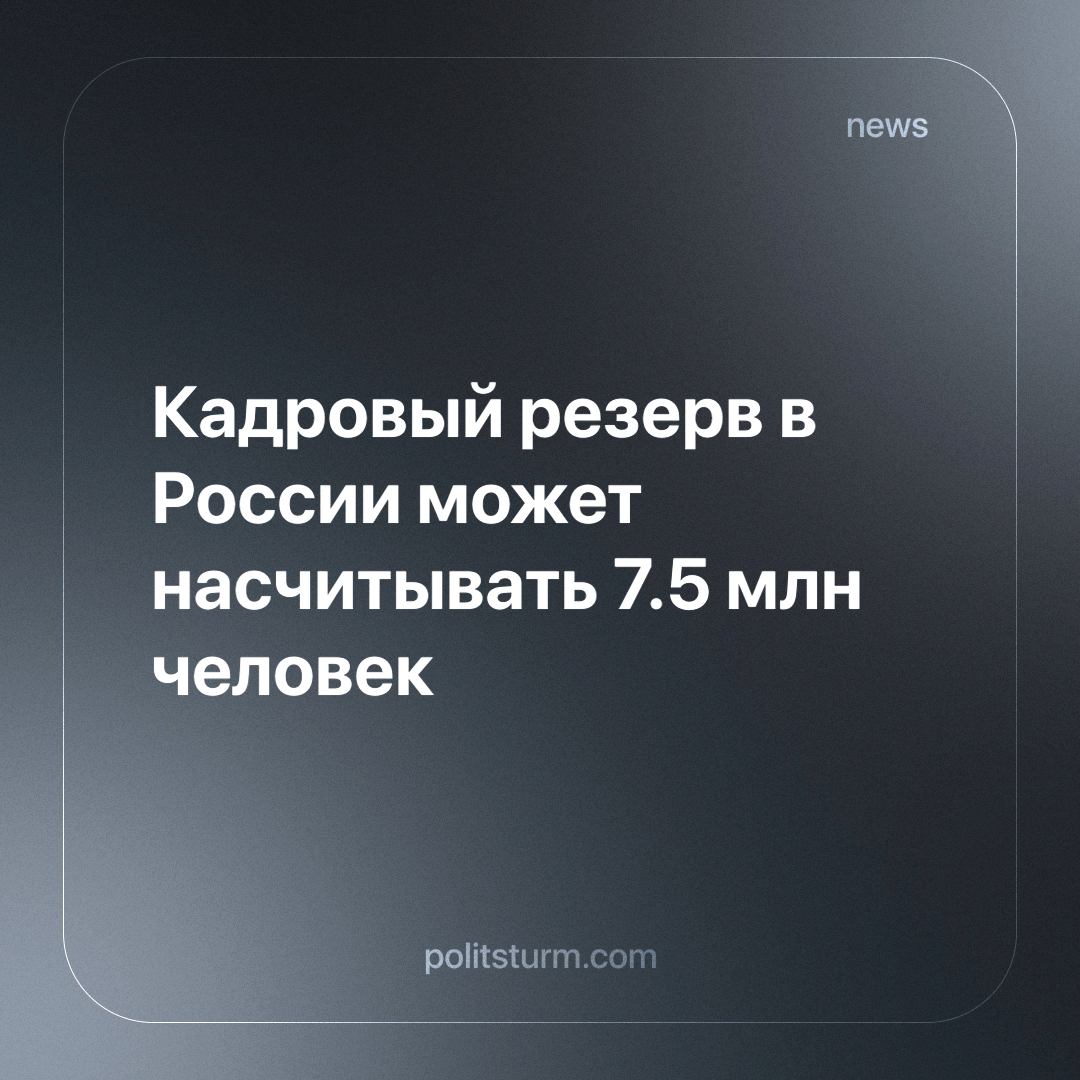 news
Кадровый резерв в
России может
насчитывать 7.5 млн
человек
politsturm.com